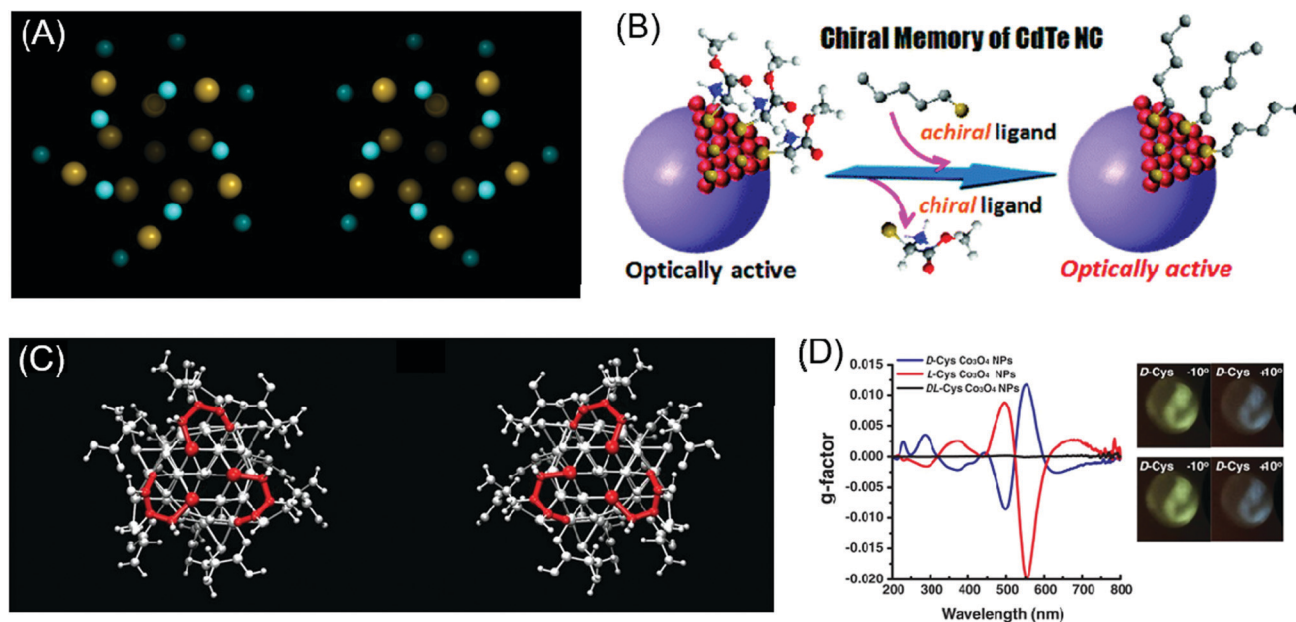 (A)
(B)
Chiral Memory of CdTe NC
achiral ligand
chiral ligand
Optically active
Optically active
(C)
(D)
D-Cys Co₃O₄ NPs
L-Cys Co₃O₄ NPs
DL-Cys Co₃O₄ NPs
g-factor
0.015
0.010
0.005
0.000
-0.005
-0.010
-0.015
-0.020
200 300 400 500 600 700 800
Wavelength (nm)
D-Cys -10°
D-Cys +10°
D-Cys -10°
D-Cys +10°